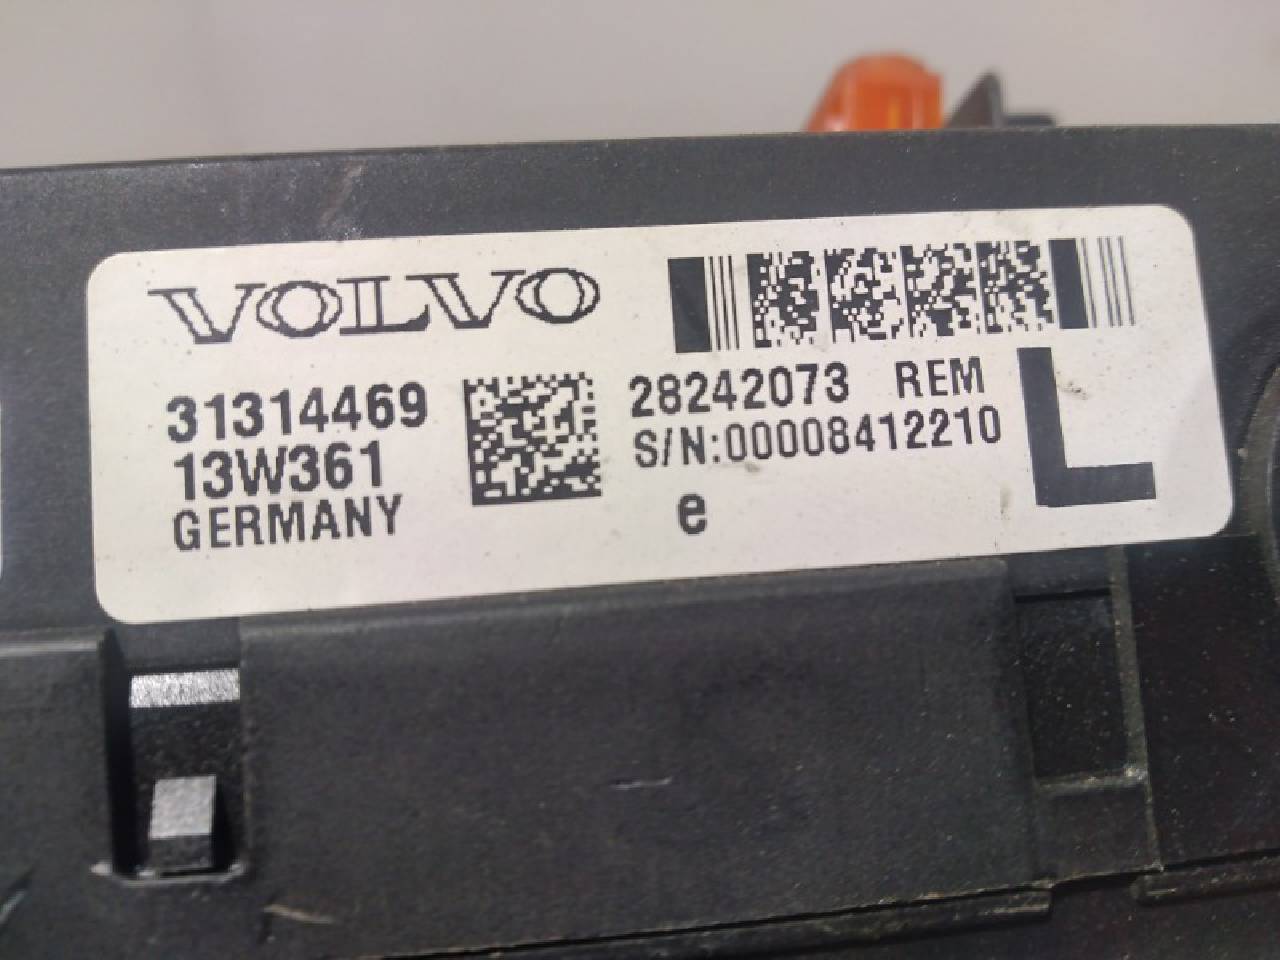 VOLVO
31314469
13W361
GERMANY
28242073 REM
S/N:00008412210
e
L